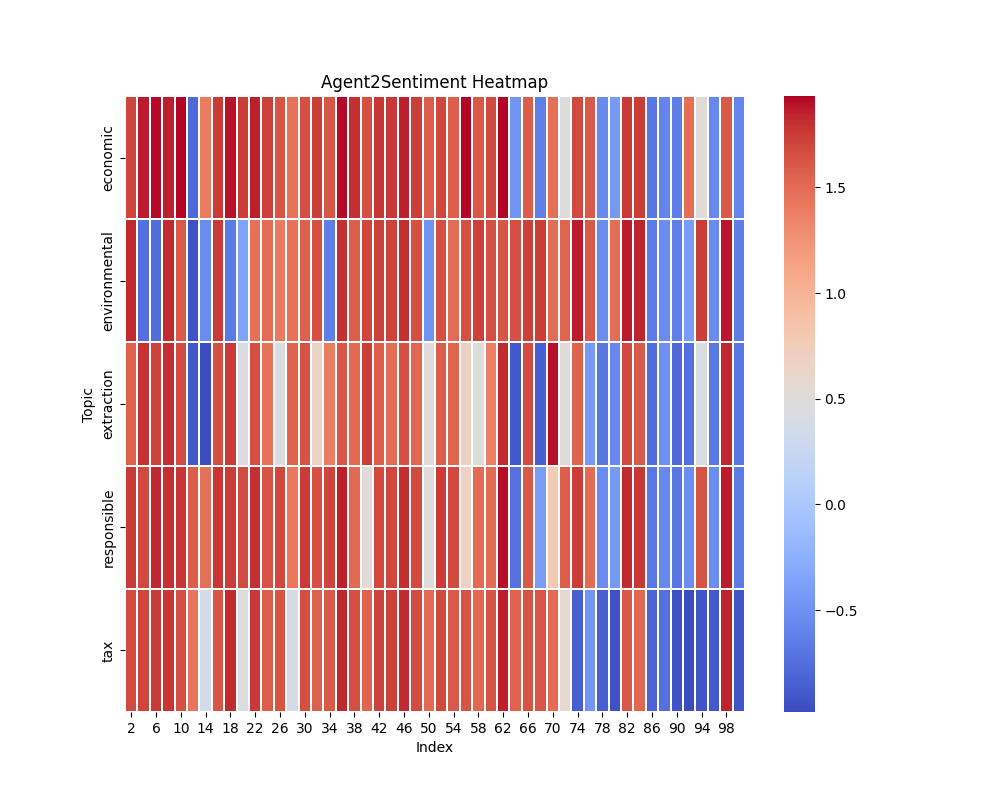 Agent2Sentiment Heatmap
economic
environmental
extraction
responsible
tax
Topic
2 6 10 14 18 22 26 30 34 38 42 46 50 54 58 62 66 70 74 78 82 86 90 94 98
Index
1.5
1.0
0.5
0.0
−0.5